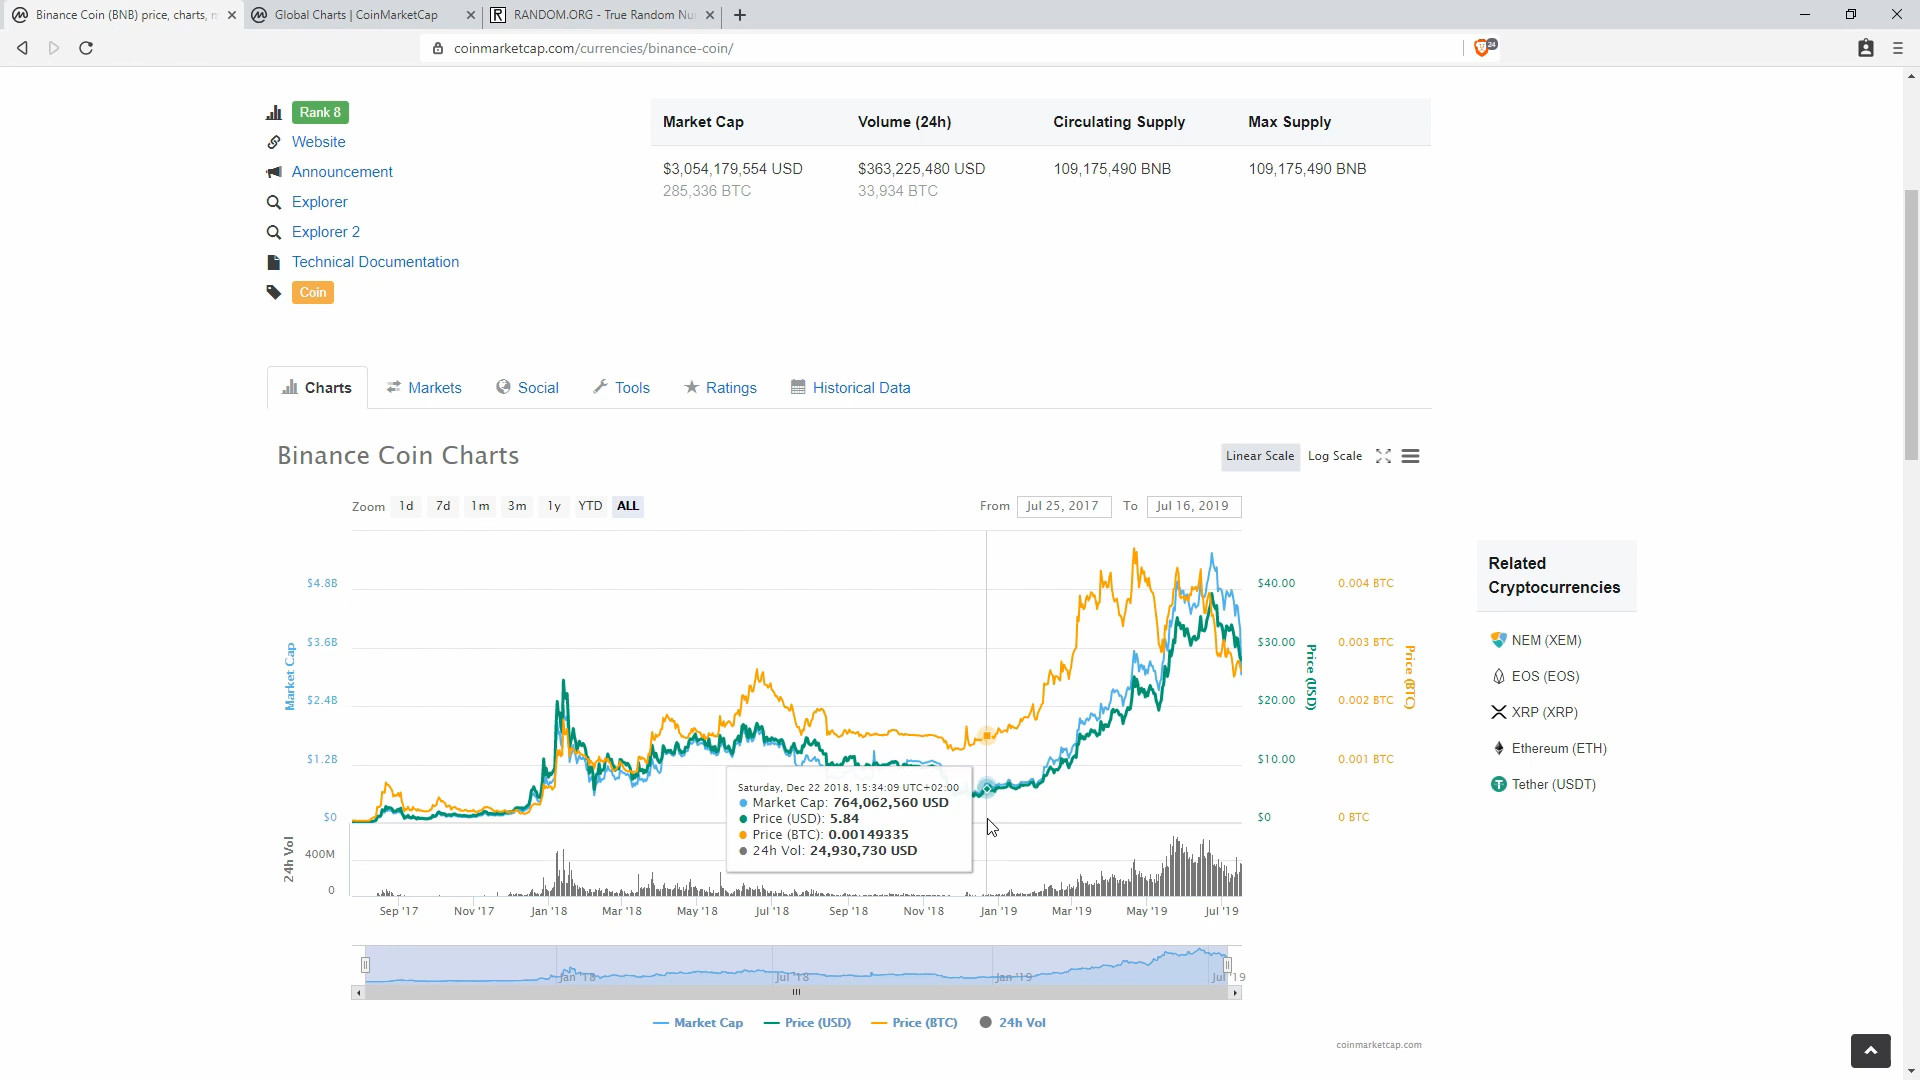 Binance Coin (BNB) price, charts,
Global Charts | CoinMarketCap
RANDOM.ORG - True Random Nu
coinmarketcap.com/currencies/binance-coin/
24
Rank 8
Website
Announcement
Explorer
Explorer 2
Technical Documentation
Coin
Market Cap Volume (24h) Circulating Supply Max Supply
$3,054,179,554 USD $363,225,480 USD 109,175,490 BNB 109,175,490 BNB
285,336 BTC 33,934 BTC
Charts Markets Social Tools Ratings Historical Data
Binance Coin Charts
Linear Scale Log Scale
Zoom 1d 7d 1m 3m 1y YTD ALL
From Jul 25, 2017 To Jul 16, 2019
Related
Cryptocurrencies
NEM (XEM)
EOS (EOS)
XRP (XRP)
Ethereum (ETH)
Tether (USDT)
$4.8B $40.00 0.004 BTC
$3.6B $30.00 0.003 BTC
Market Cap Price (USD) Price (BTC)
$2.4B $20.00 0.002 BTC
$1.2B $10.00 0.001 BTC
$0 $0 0 BTC
Saturday, Dec 22 2018, 15:34:09 UTC+02:00
Market Cap: 764,062,560 USD
Price (USD): 5.84
Price (BTC): 0.00149335
24h Vol: 24,930,730 USD
24h Vol
400M
0
Sep '17 Nov '17 Jan '18 Mar '18 May '18 Jul '18 Sep '18 Nov '18 Jan '19 Mar '19 May '19 Jul '19
Jan '18 Jul '18 Jan '19 Jul '19
Market Cap Price (USD) Price (BTC) 24h Vol
coinmarketcap.com